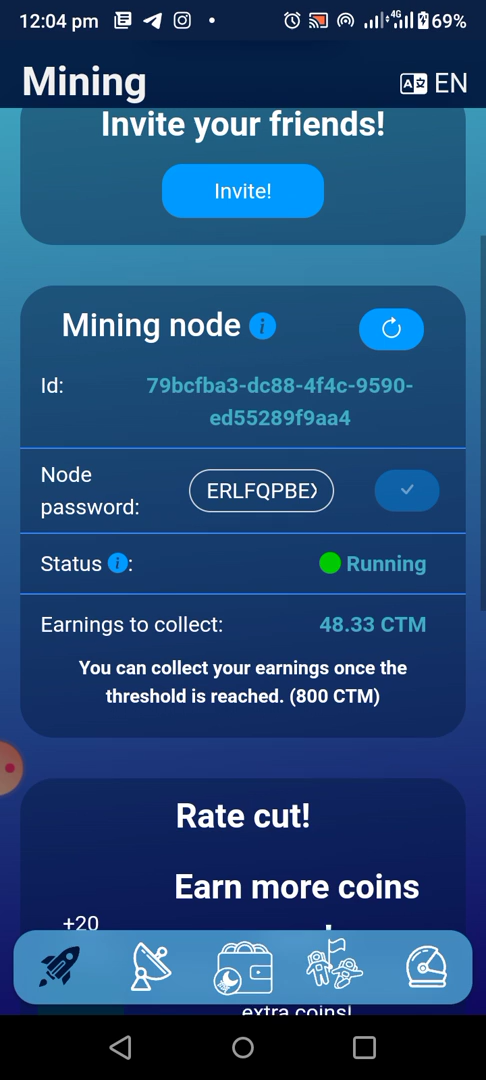 12:04 pm 4G 69%
Mining EN
Invite your friends!
Invite!
Mining node
Id: 79bcfba3-dc88-4f4c-9590-
ed55289f9aa4
Node
password: ERLFQPBEX
Status : Running
Earnings to collect: 48.33 CTM
You can collect your earnings once the
threshold is reached. (800 CTM)
Rate cut!
Earn more coins
+20
extra coins!